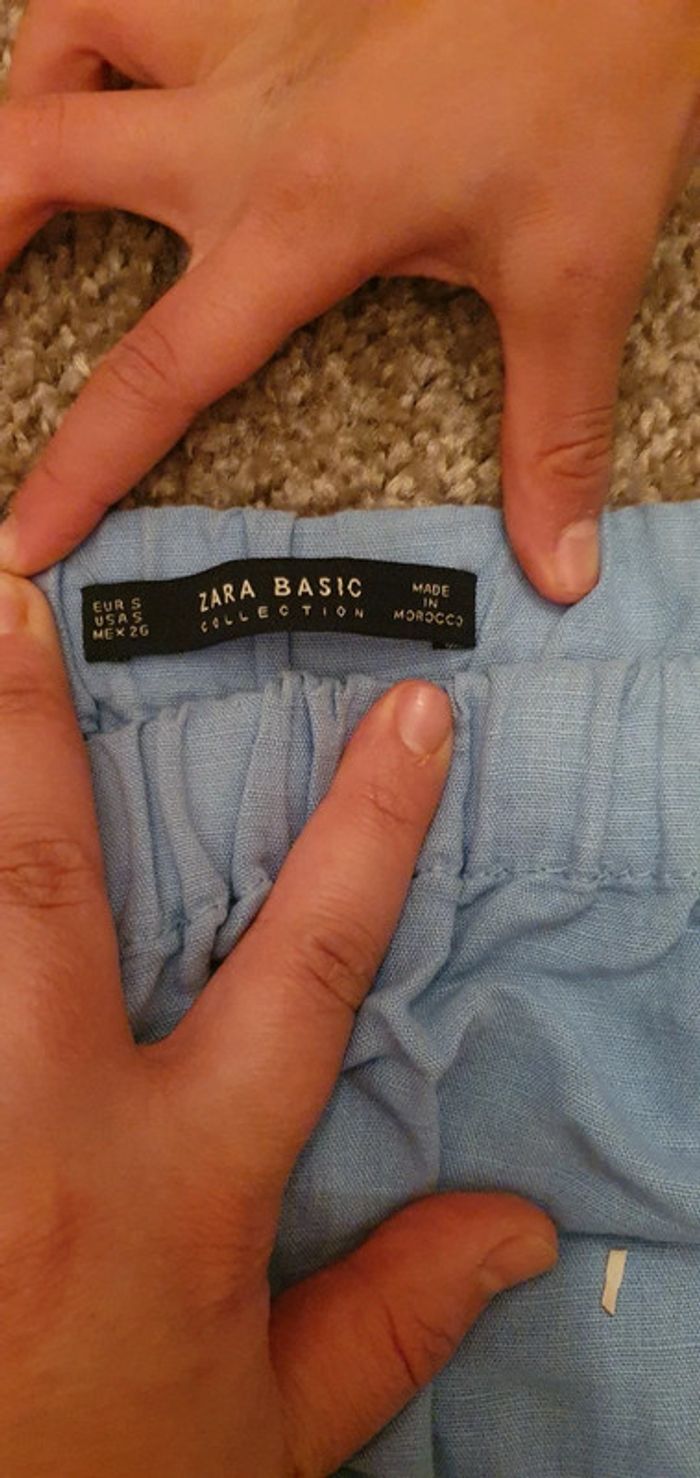 EUR S
USA S
MEX 26
ZARA BASIC
COLLECTION
MADE
IN
MOROCCO